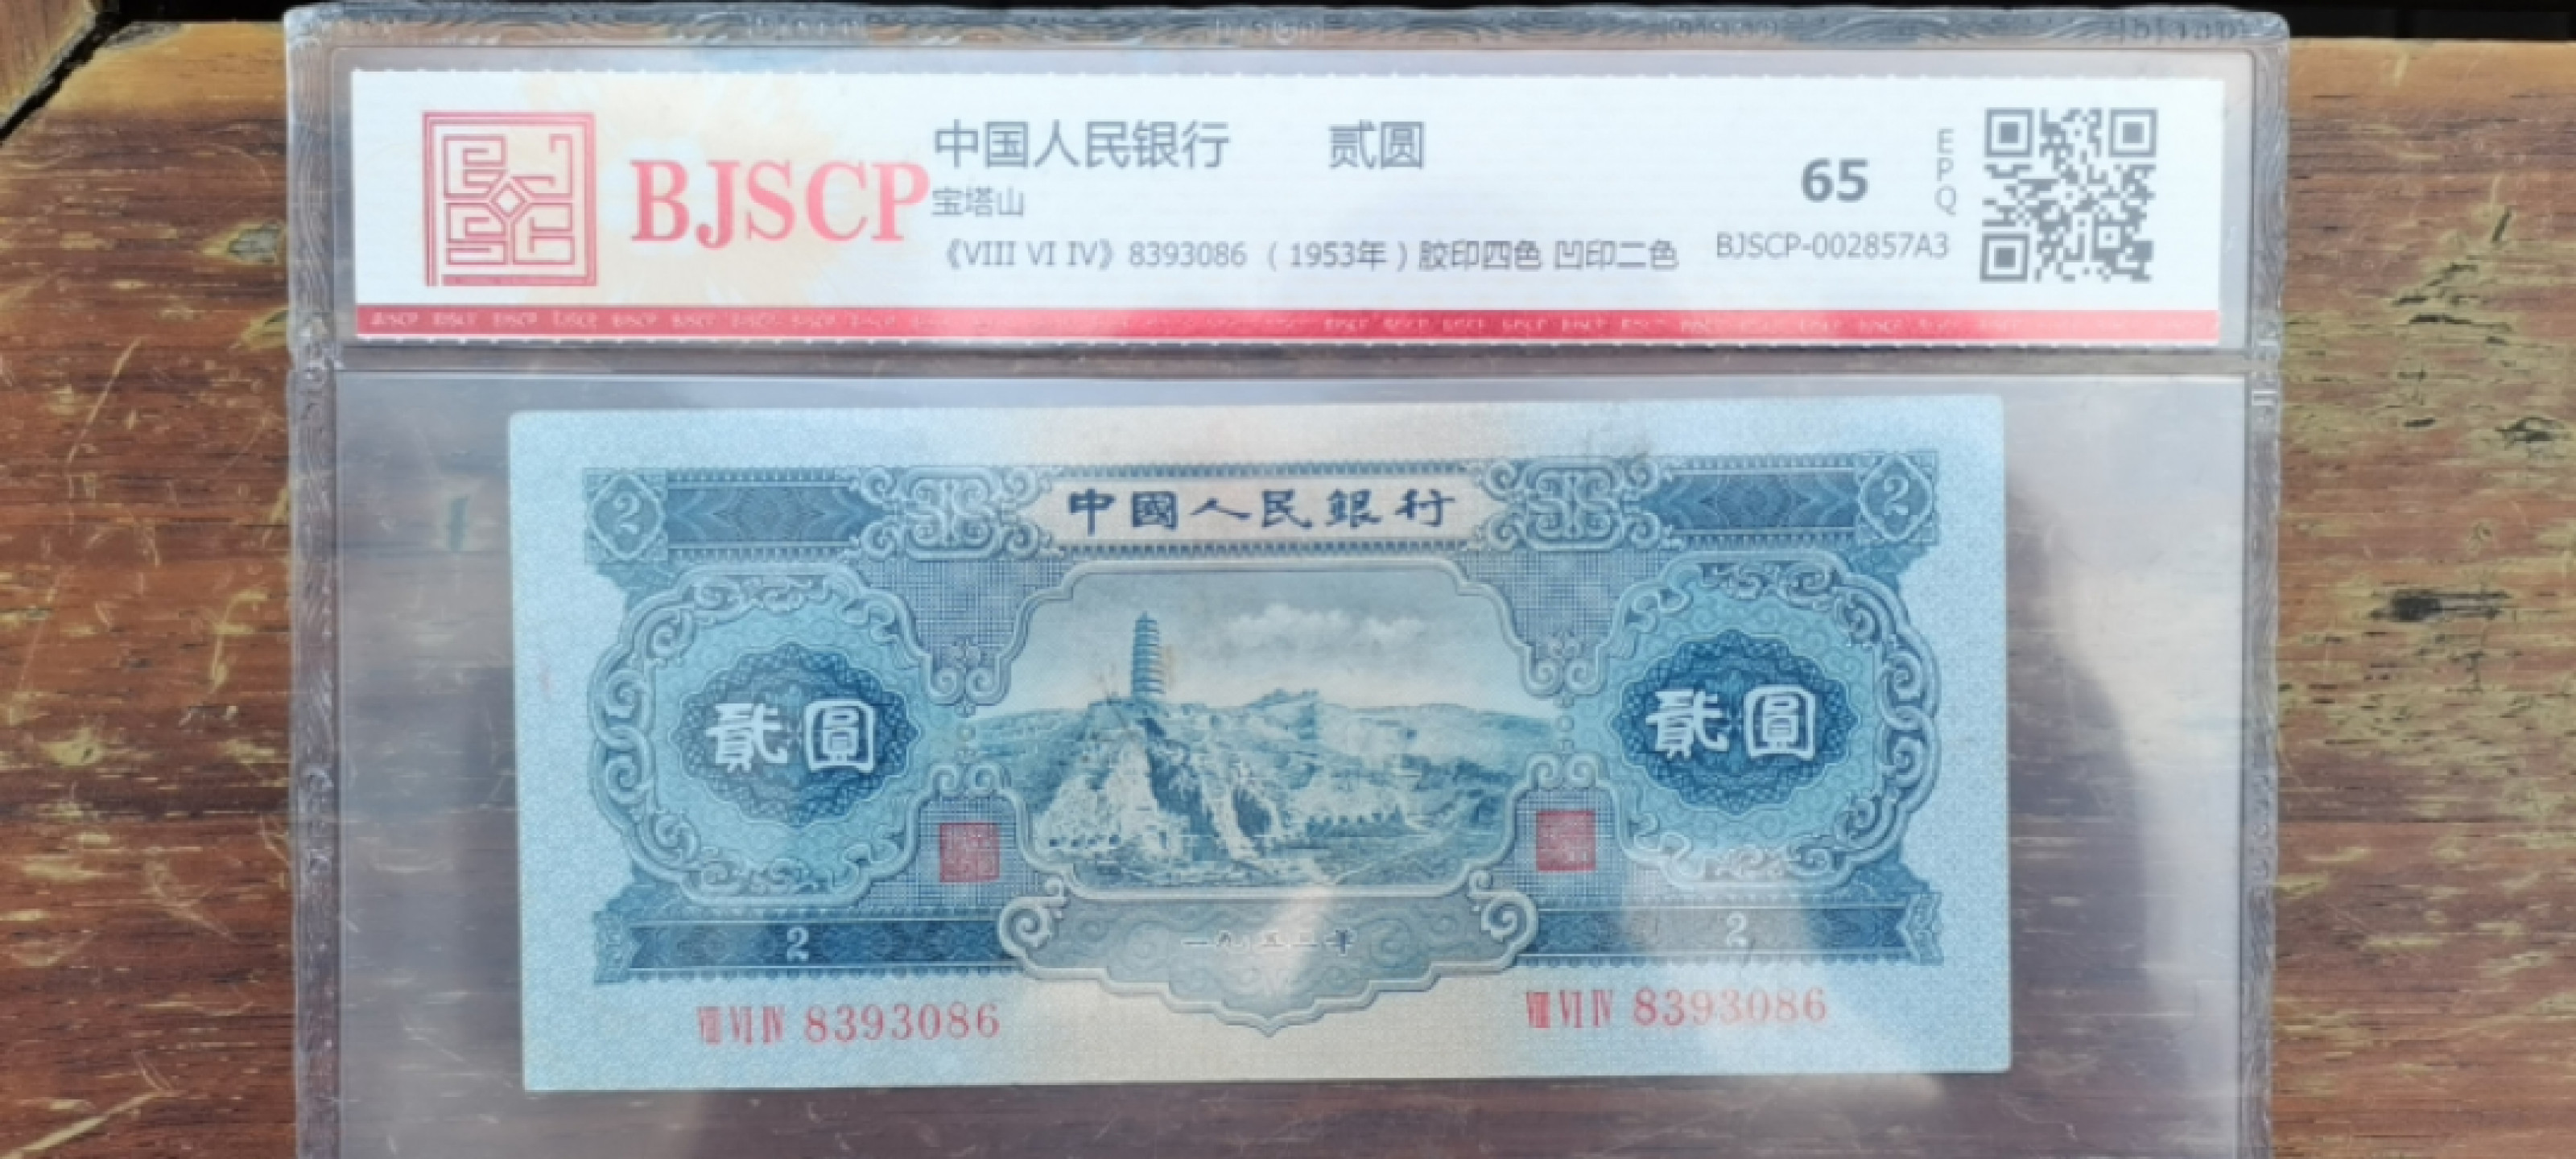 BJSCP
中国人民银行 贰圆
宝塔山
《VIII VI IV》8393086 (1953年)胶印四色 凹印二色
65
EPQ
BJSCP-002857A3
中國人民銀行
2 2
貳圓 貳圓
2 2
一九五三年
VIII VI IV 8393086 VIII VI IV 8393086